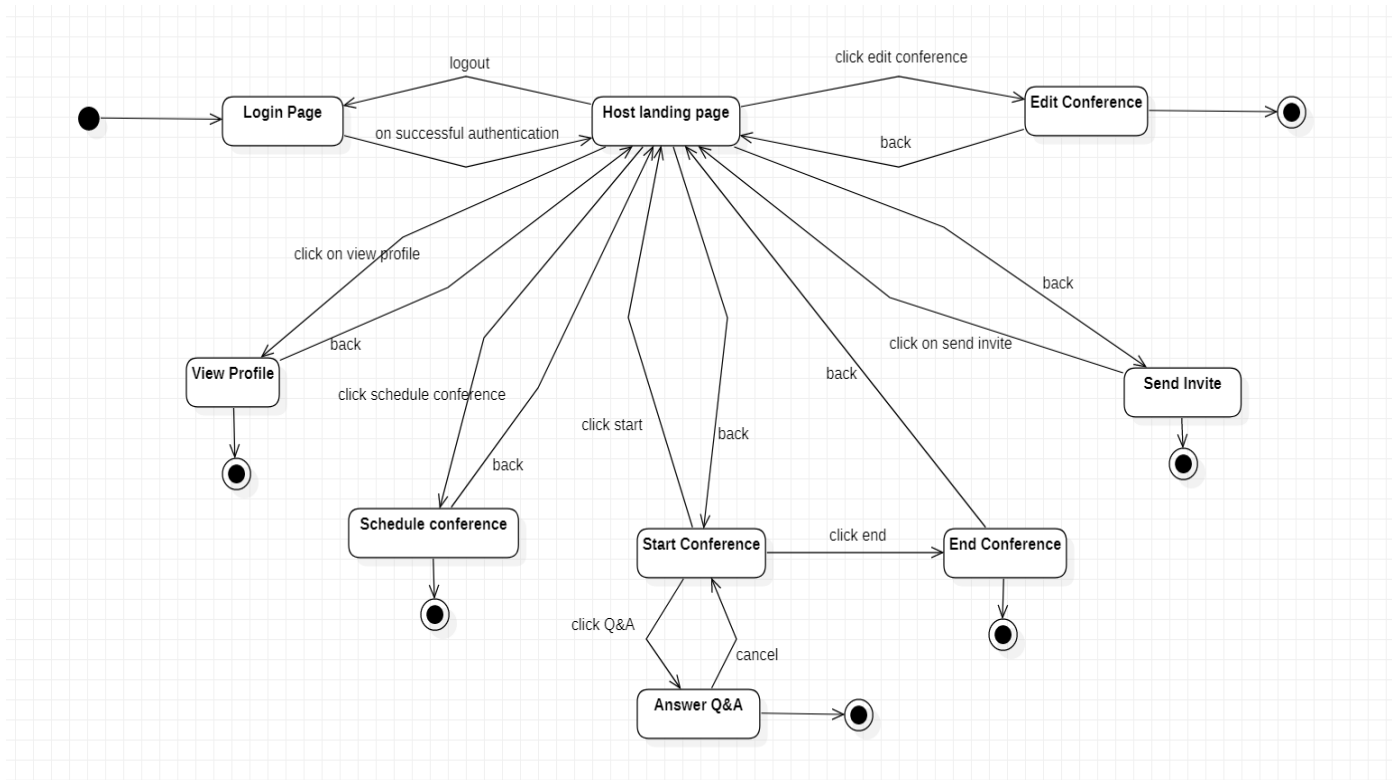 logout
click edit conference
Login Page
Host landing page
Edit Conference
on successful authentication
back
click on view profile
back
back
click on send invite
View Profile
back
Send Invite
click schedule conference
click start
back
back
Schedule conference
Start Conference
click end
End Conference
click Q&A
cancel
Answer Q&A